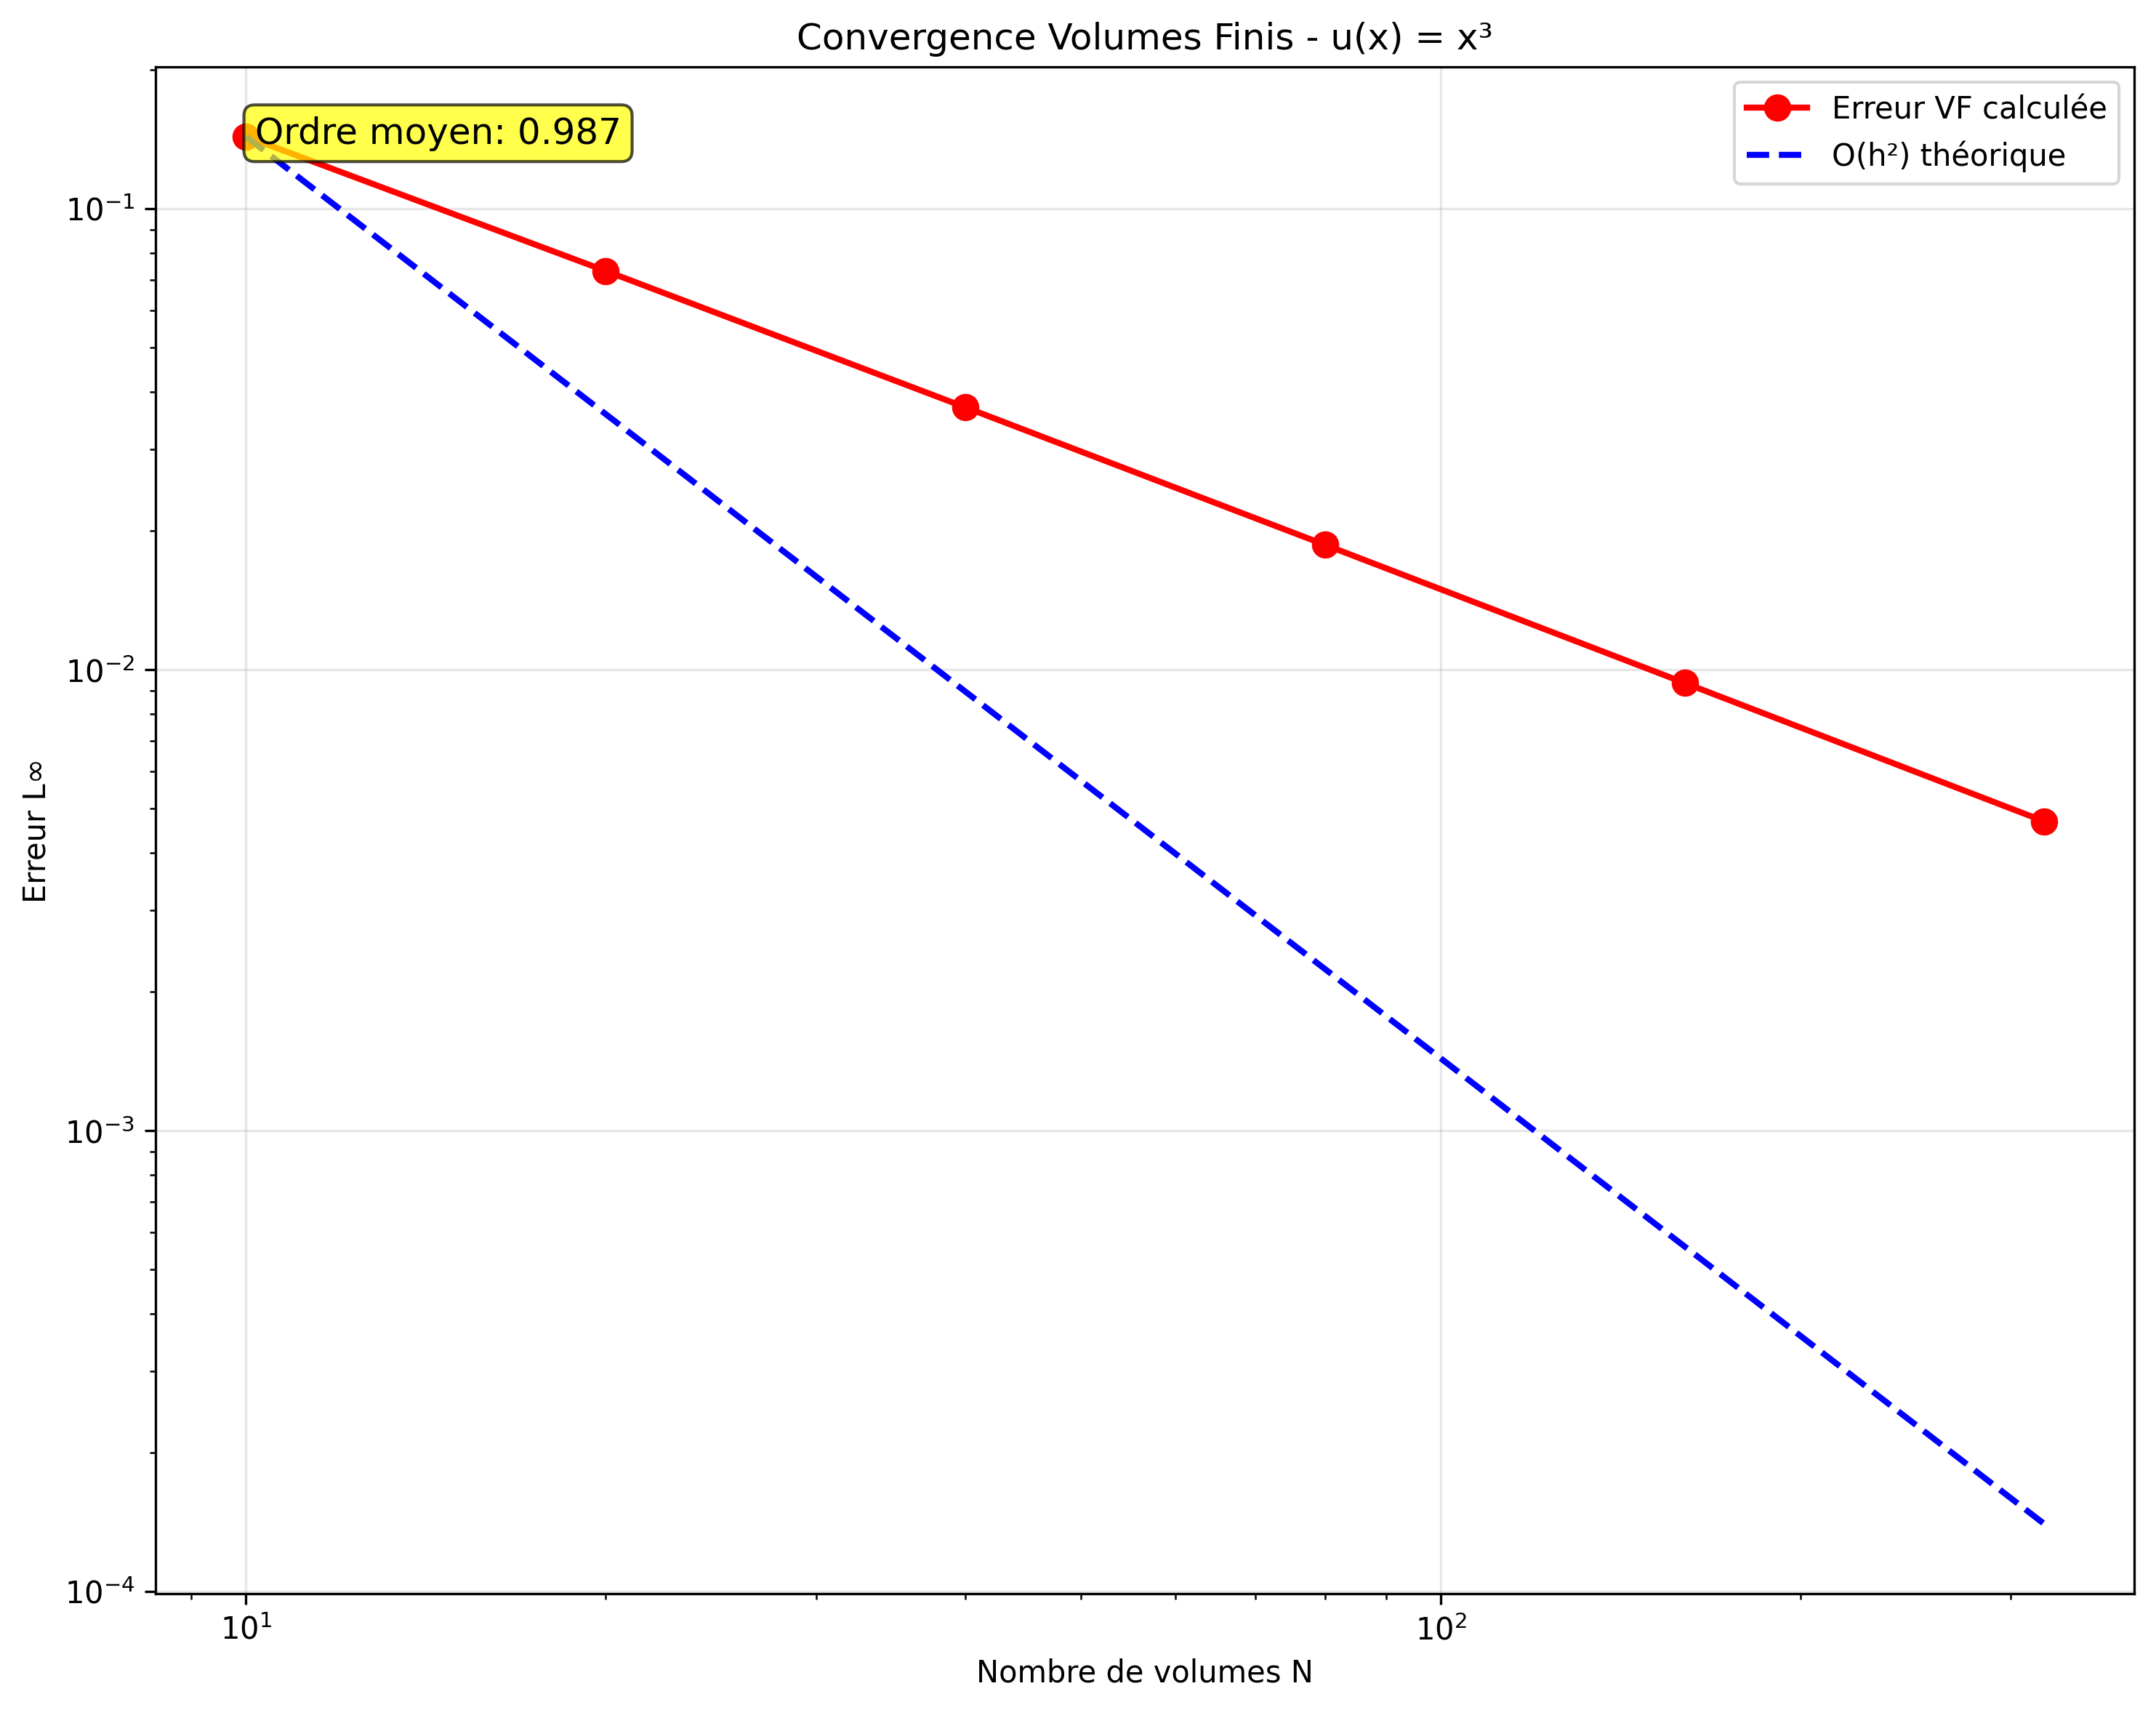 Convergence Volumes Finis - u(x) = x³
Ordre moyen: 0.987
Erreur VF calculée
O(h²) théorique
10⁻¹
10⁻²
10⁻³
10⁻⁴
Erreur L∞
10¹
10²
Nombre de volumes N